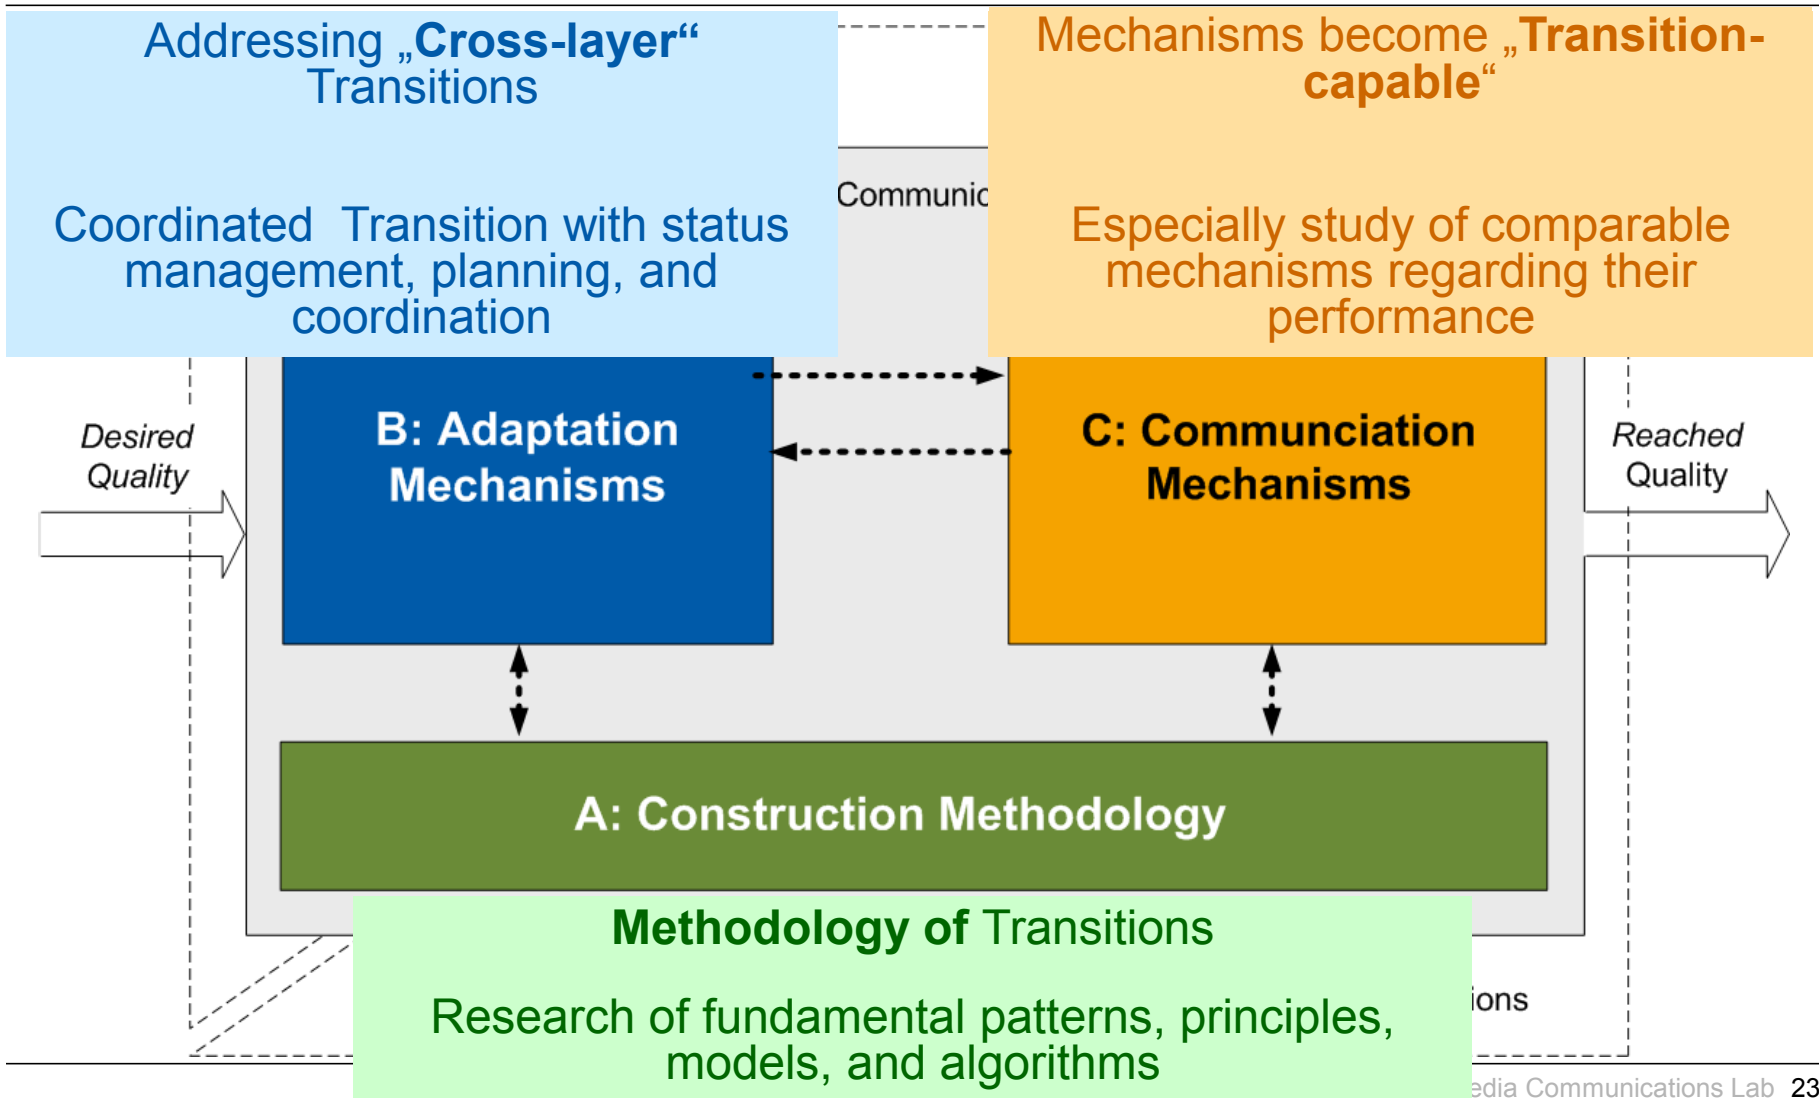 Addressing „Cross-layer“
Transitions
Coordinated  Transition with status
management, planning, and
coordination
Mechanisms become „Transition-
capable“
Especially study of comparable
mechanisms regarding their
performance
Communic
Desired
Quality
B: Adaptation
Mechanisms
C: Communciation
Mechanisms
Reached
Quality
A: Construction Methodology
Methodology of Transitions
Research of fundamental patterns, principles,
models, and algorithms
ions
edia Communications Lab 23